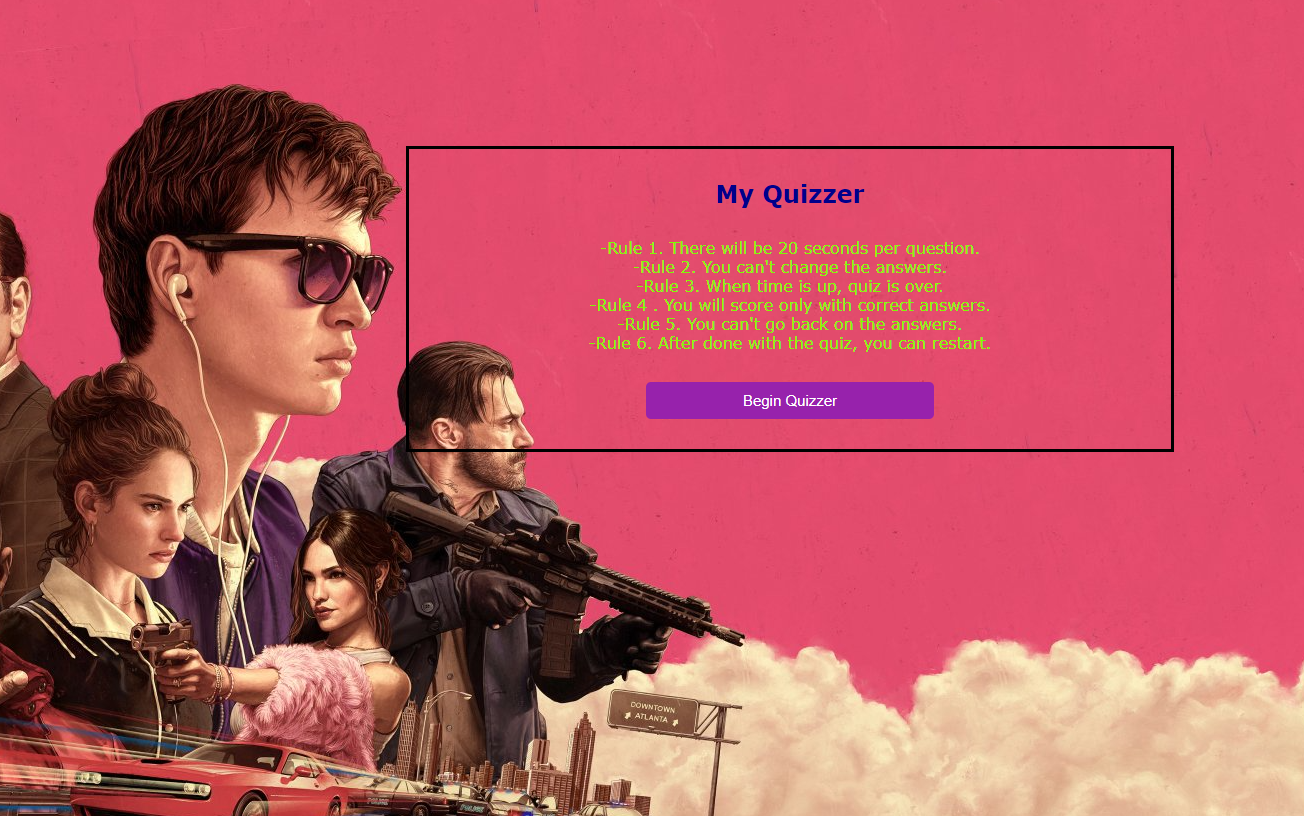 My Quizzer
-Rule 1. There will be 20 seconds per question.
-Rule 2. You can't change the answers.
-Rule 3. When time is up, quiz is over.
-Rule 4 . You will score only with correct answers.
-Rule 5. You can't go back on the answers.
-Rule 6. After done with the quiz, you can restart.
Begin Quizzer
DOWNTOWN
ATLANTA
POLICE
POLICE